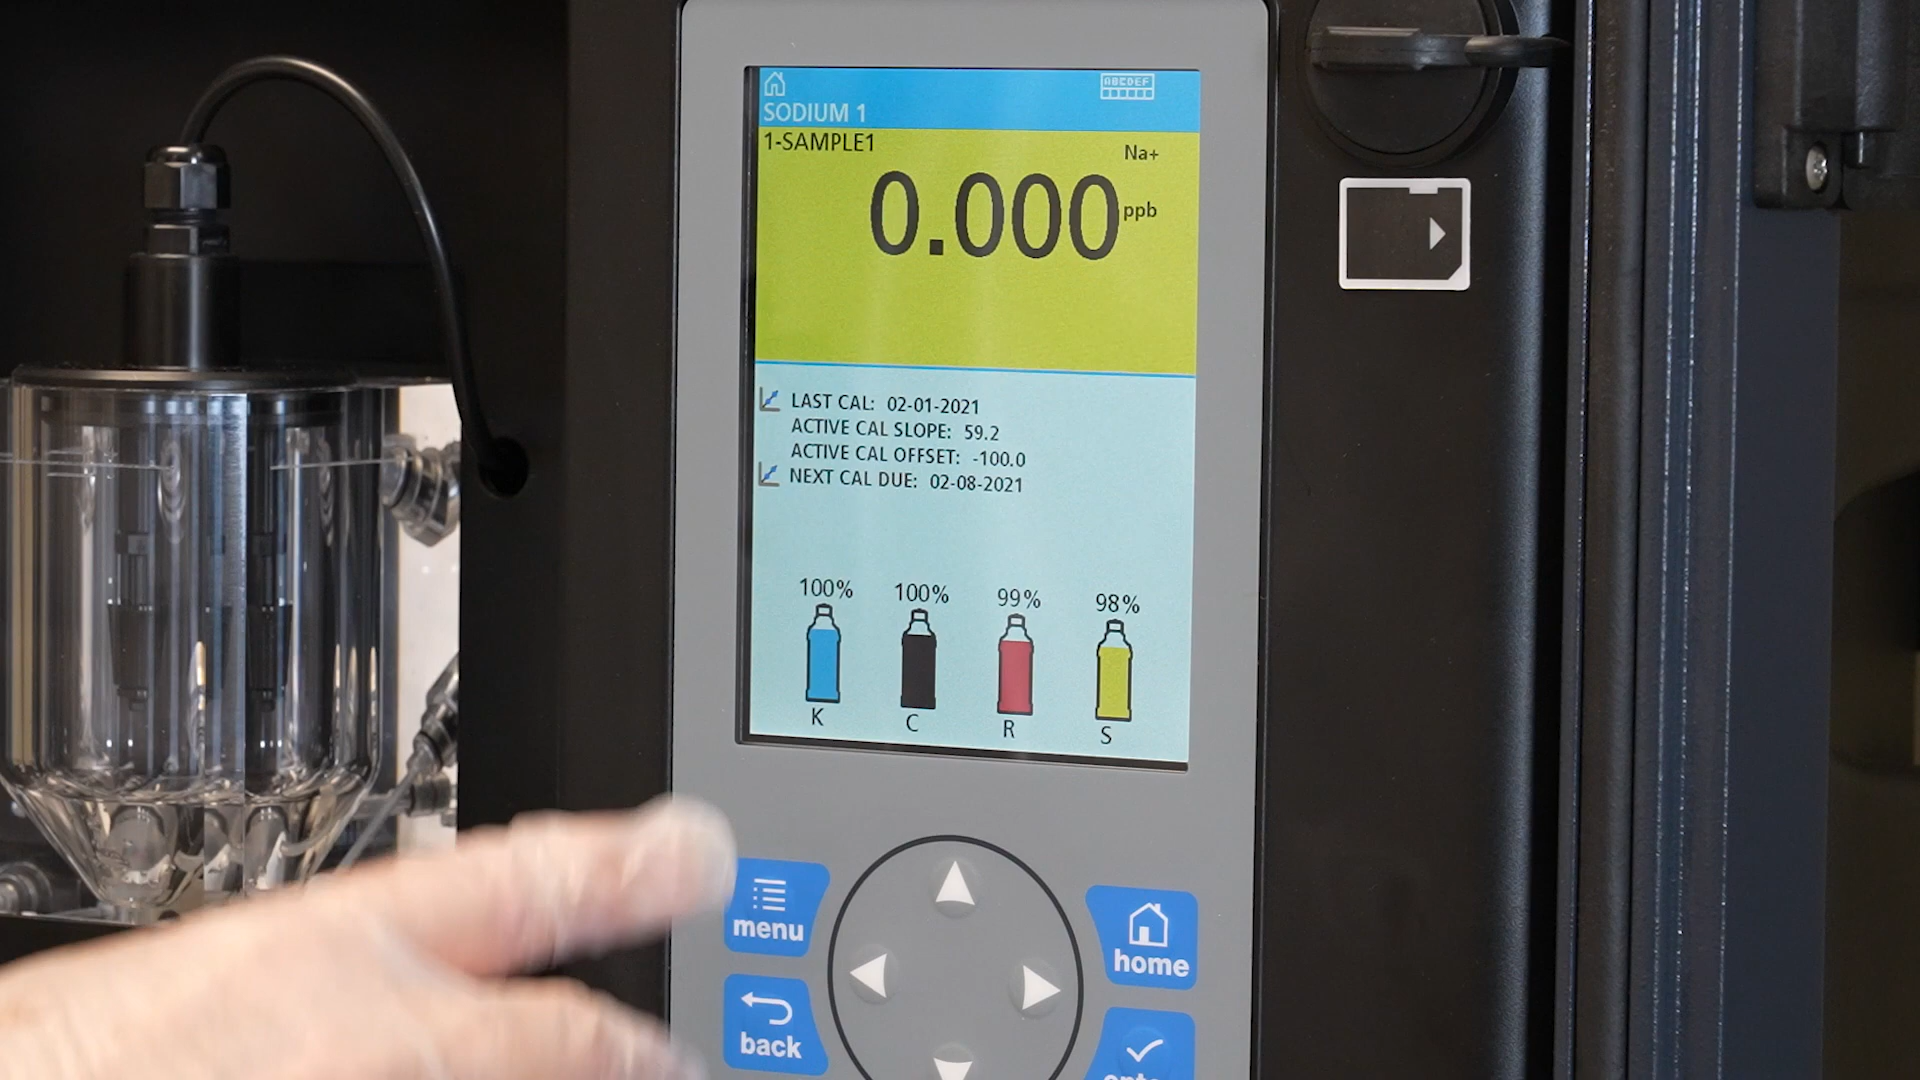 ABCDEF
SODIUM 1
1-SAMPLE1
Na+
0.000 ppb
LAST CAL: 02-01-2021
ACTIVE CAL SLOPE: 59.2
ACTIVE CAL OFFSET: -100.0
NEXT CAL DUE: 02-08-2021
100% 100% 99% 98%
K C R S
menu
home
back